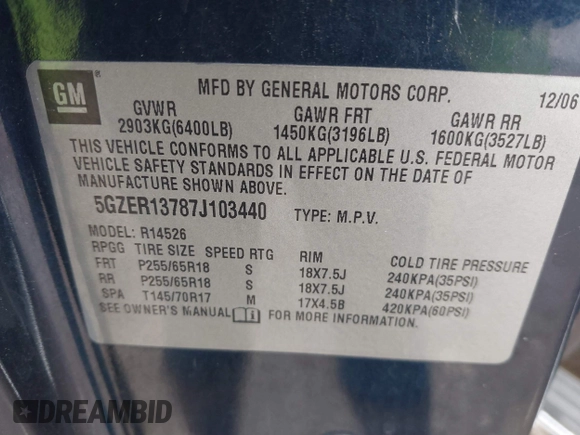 GM
MFD BY GENERAL MOTORS CORP. 12/06
GVWR GAWR FRT GAWR RR
2903KG(6400LB) 1450KG(3196LB) 1600KG(3527LB)
THIS VEHICLE CONFORMS TO ALL APPLICABLE U.S. FEDERAL MOTOR
VEHICLE SAFETY STANDARDS IN EFFECT ON THE DATE OF
MANUFACTURE SHOWN ABOVE.
5GZER13787J103440 TYPE: M.P.V.
MODEL: R14526
RPGG TIRE SIZE SPEED RTG RIM COLD TIRE PRESSURE
FRT P255/65R18 S 18X7.5J 240KPA(35PSI)
RR P255/65R18 S 18X7.5J 240KPA(35PSI)
SPA T145/70R17 M 17X4.5B 420KPA(60PSI)
SEE OWNER'S MANUAL FOR MORE INFORMATION.
DREAMBID